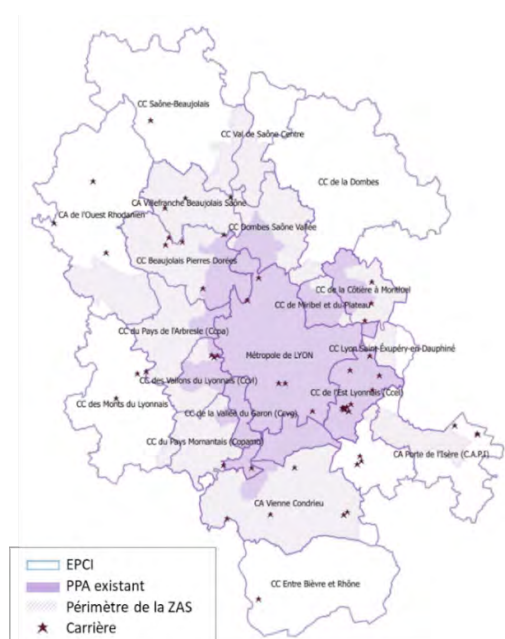 CC Saône-Beaujolais
CC Val de Saône Centre
CC de la Dombes
CA Villefranche Beaujolais Saône
CA de l'Ouest Rhodanien
CC Dombes Saône Vallée
CC Beaujolais Pierres Dorées
CC de la Côtière à Montluel
CC de Miribel et du Plateau
CC du Pays de l'Arbresle (Ccpa)
CC Lyon Saint-Exupéry-en-Dauphiné
Métropole de LYON
CC des Vallons du Lyonnais (Ccvl)
CC de l'Est Lyonnais (Ccel)
CC des Monts du Lyonnais
CC de la Vallée du Garon (Ccvg)
CC du Pays Mornantais (Copamo)
CA Porte de l'Isère (C.A.P.I)
CA Vienne Condrieu
CC Entre Bièvre et Rhône
EPCI
PPA existant
Périmètre de la ZAS
Carrière